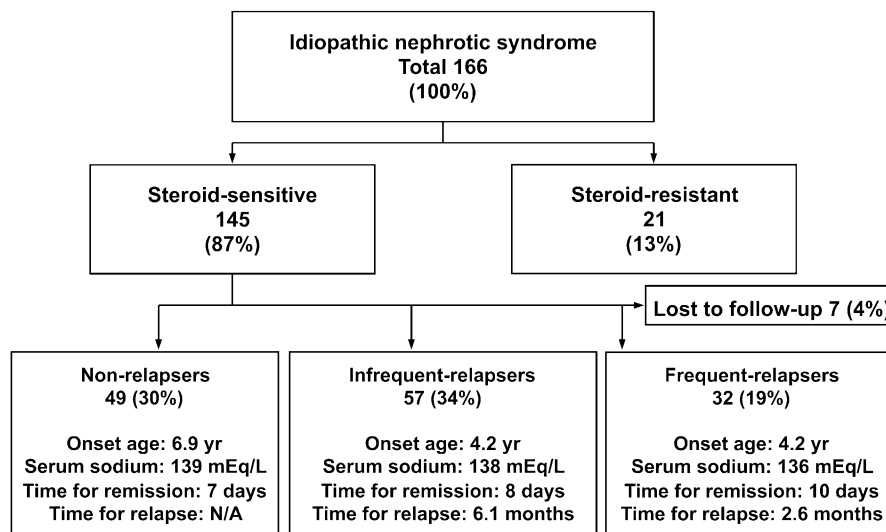 Idiopathic nephrotic syndrome
Total 166
(100%)
Steroid-sensitive
145
(87%)
Steroid-resistant
21
(13%)
Lost to follow-up 7 (4%)
Non-relapsers
49 (30%)
Onset age: 6.9 yr
Serum sodium: 139 mEq/L
Time for remission: 7 days
Time for relapse: N/A
Infrequent-relapsers
57 (34%)
Onset age: 4.2 yr
Serum sodium: 138 mEq/L
Time for remission: 8 days
Time for relapse: 6.1 months
Frequent-relapsers
32 (19%)
Onset age: 4.2 yr
Serum sodium: 136 mEq/L
Time for remission: 10 days
Time for relapse: 2.6 months